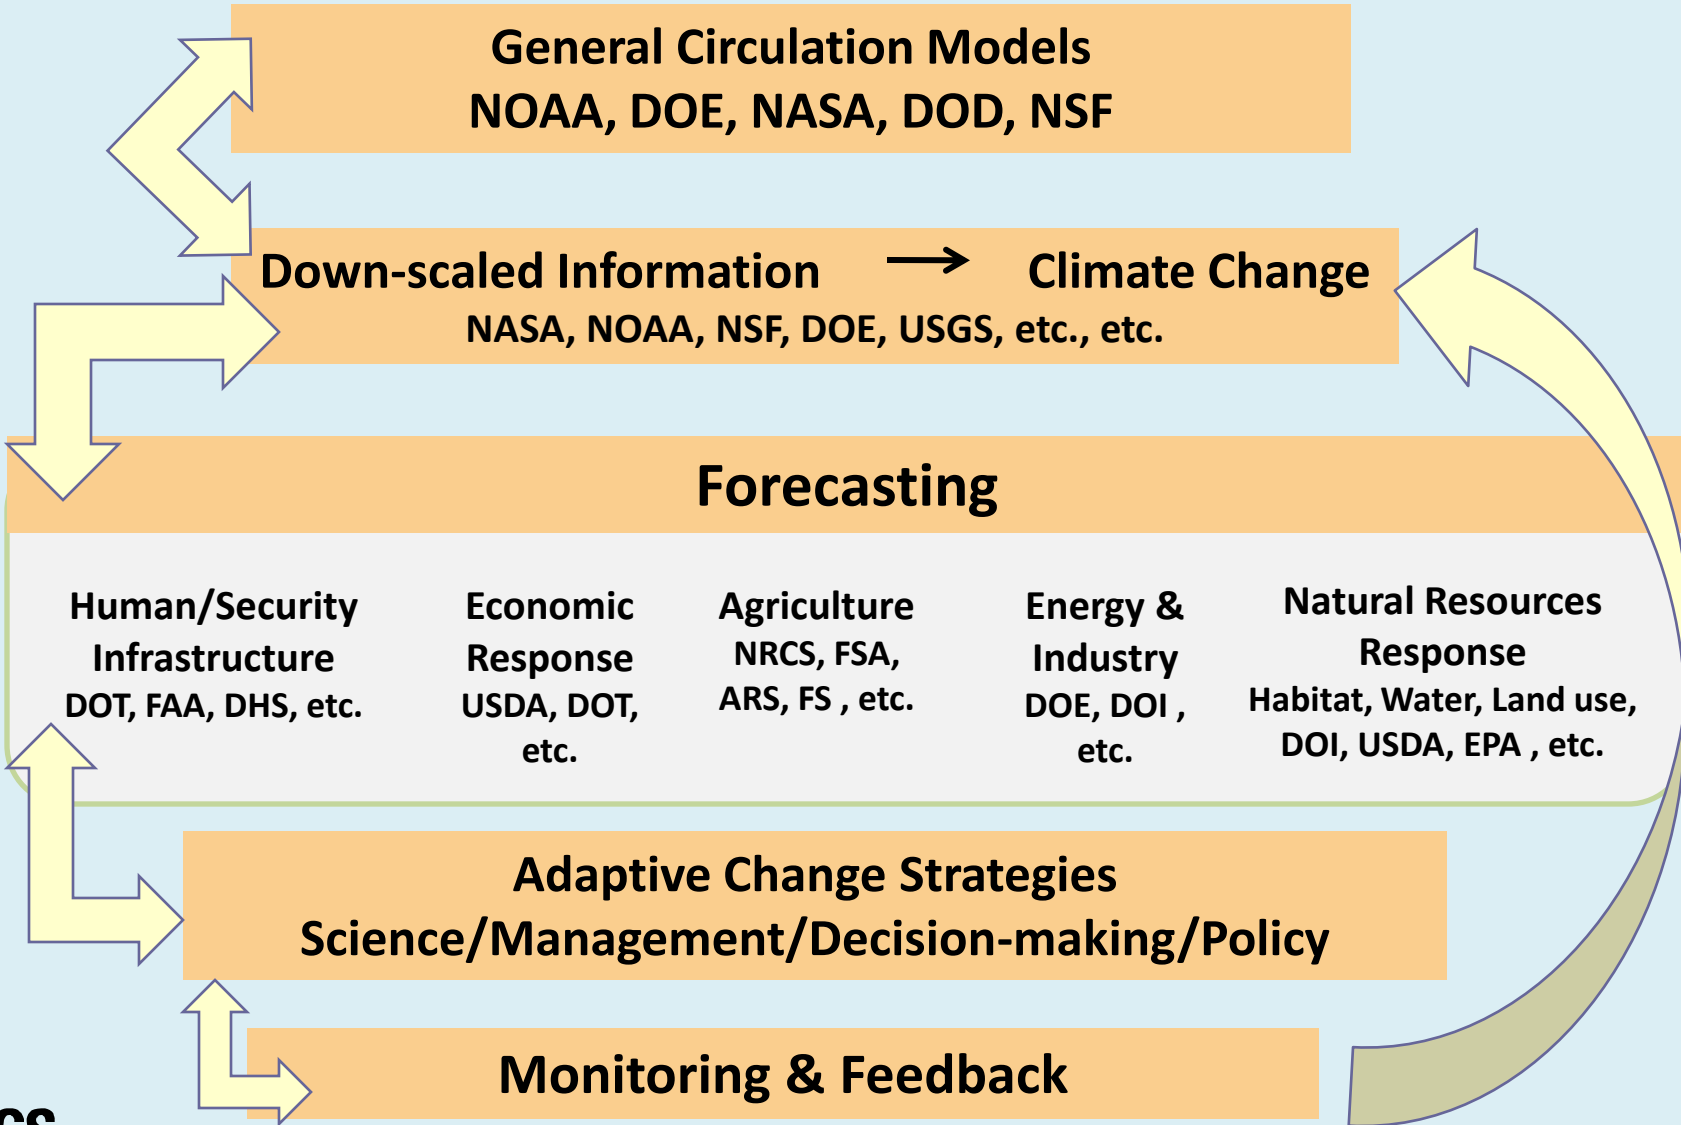 General Circulation Models
NOAA, DOE, NASA, DOD, NSF
Down-scaled Information → Climate Change
NASA, NOAA, NSF, DOE, USGS, etc., etc.
Forecasting
Human/Security
Infrastructure
DOT, FAA, DHS, etc.
Economic
Response
USDA, DOT,
etc.
Agriculture
NRCS, FSA,
ARS, FS , etc.
Energy &
Industry
DOE, DOI ,
etc.
Natural Resources
Response
Habitat, Water, Land use,
DOI, USDA, EPA , etc.
Adaptive Change Strategies
Science/Management/Decision-making/Policy
Monitoring & Feedback